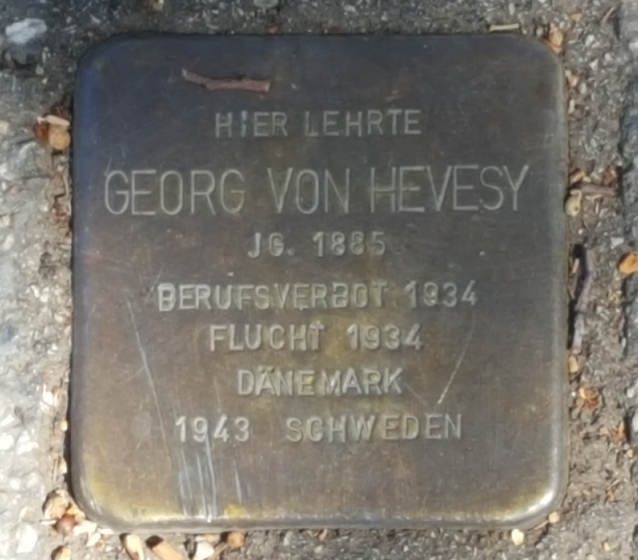 HIER LEHRTE
GEORG VON HEVESY
JG. 1885
BERUFSVERBOT 1934
FLUCHT 1934
DÄNEMARK
1943 SCHWEDEN